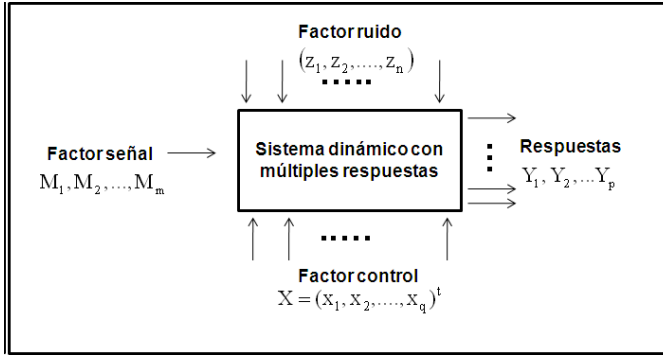 Factor ruido
(z₁, z₂, ...., zₙ)
Factor señal
M₁, M₂, ..., Mₘ
Sistema dinámico con
múltiples respuestas
Respuestas
Y₁, Y₂, ...Yₚ
Factor control
X = (x₁, x₂, ...., x_q)ᵗ